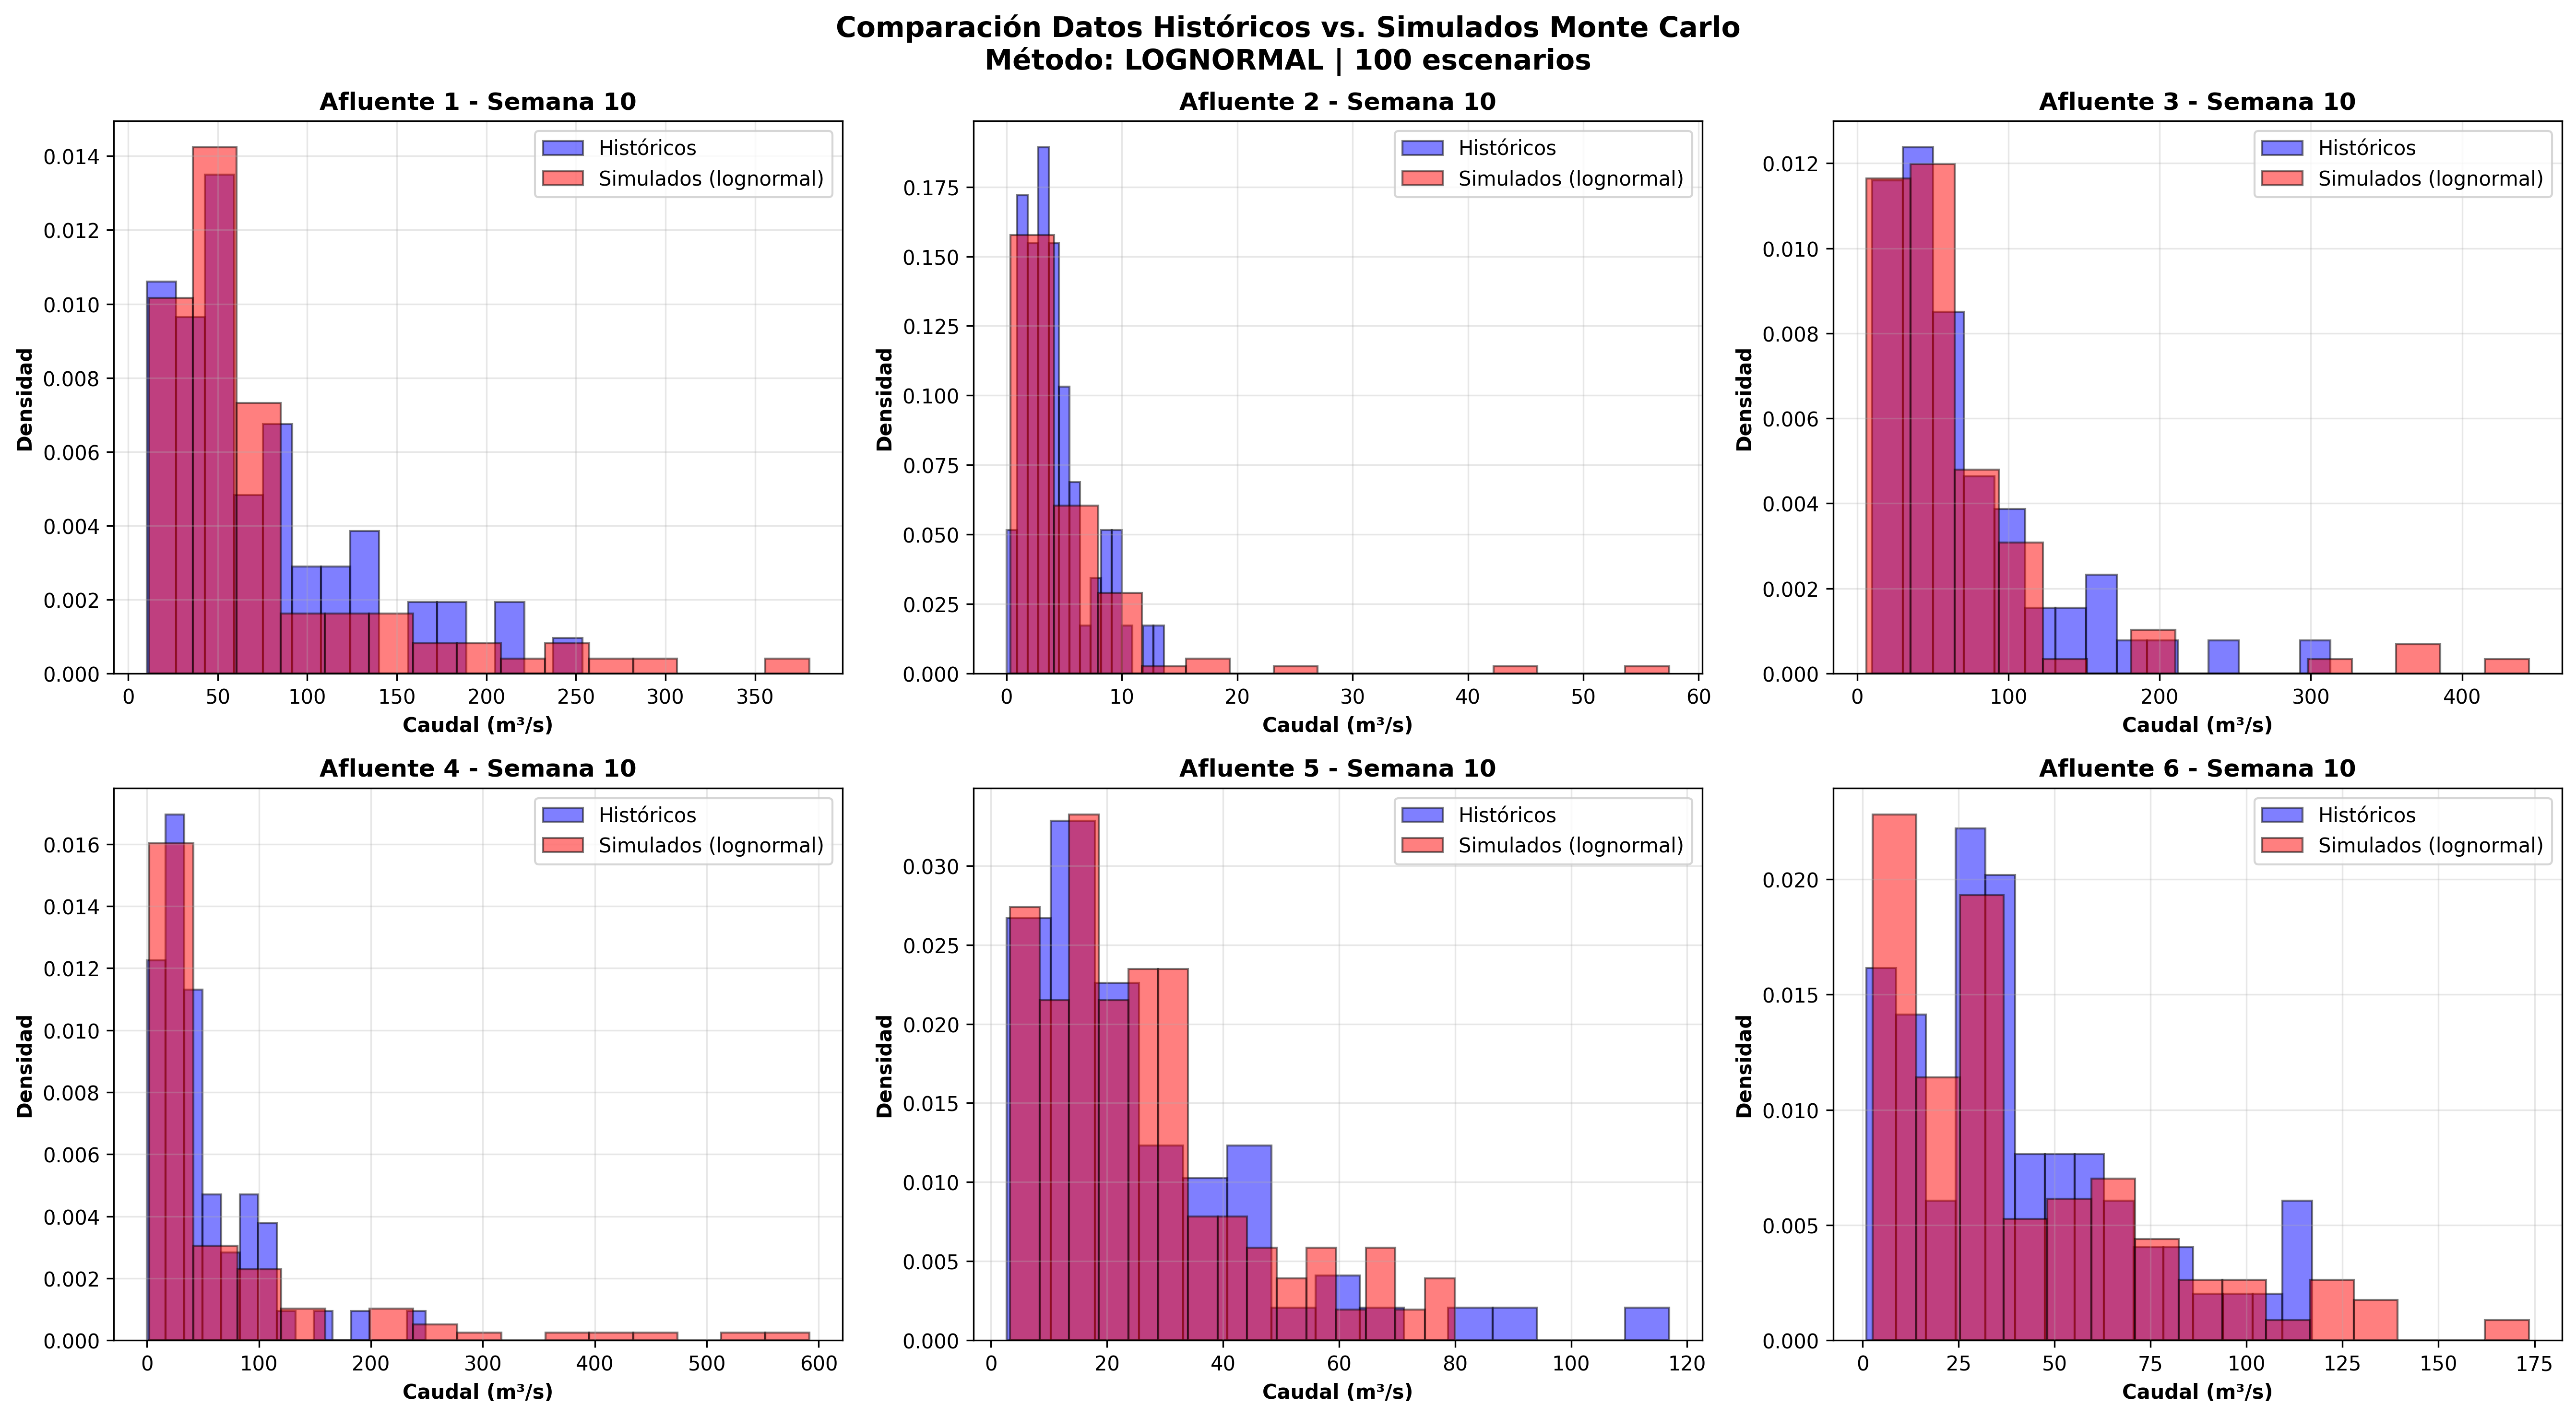 Comparación Datos Históricos vs. Simulados Monte Carlo
Método: LOGNORMAL | 100 escenarios
Afluente 1 - Semana 10
Históricos
Simulados (lognormal)
Densidad
0.014
0.012
0.010
0.008
0.006
0.004
0.002
0.000
0 50 100 150 200 250 300 350
Caudal (m³/s)
Afluente 2 - Semana 10
Históricos
Simulados (lognormal)
Densidad
0.175
0.150
0.125
0.100
0.075
0.050
0.025
0.000
0 10 20 30 40 50 60
Caudal (m³/s)
Afluente 3 - Semana 10
Históricos
Simulados (lognormal)
Densidad
0.012
0.010
0.008
0.006
0.004
0.002
0.000
0 100 200 300 400
Caudal (m³/s)
Afluente 4 - Semana 10
Históricos
Simulados (lognormal)
Densidad
0.016
0.014
0.012
0.010
0.008
0.006
0.004
0.002
0.000
0 100 200 300 400 500 600
Caudal (m³/s)
Afluente 5 - Semana 10
Históricos
Simulados (lognormal)
Densidad
0.030
0.025
0.020
0.015
0.010
0.005
0.000
0 20 40 60 80 100 120
Caudal (m³/s)
Afluente 6 - Semana 10
Históricos
Simulados (lognormal)
Densidad
0.020
0.015
0.010
0.005
0.000
0 25 50 75 100 125 150 175
Caudal (m³/s)